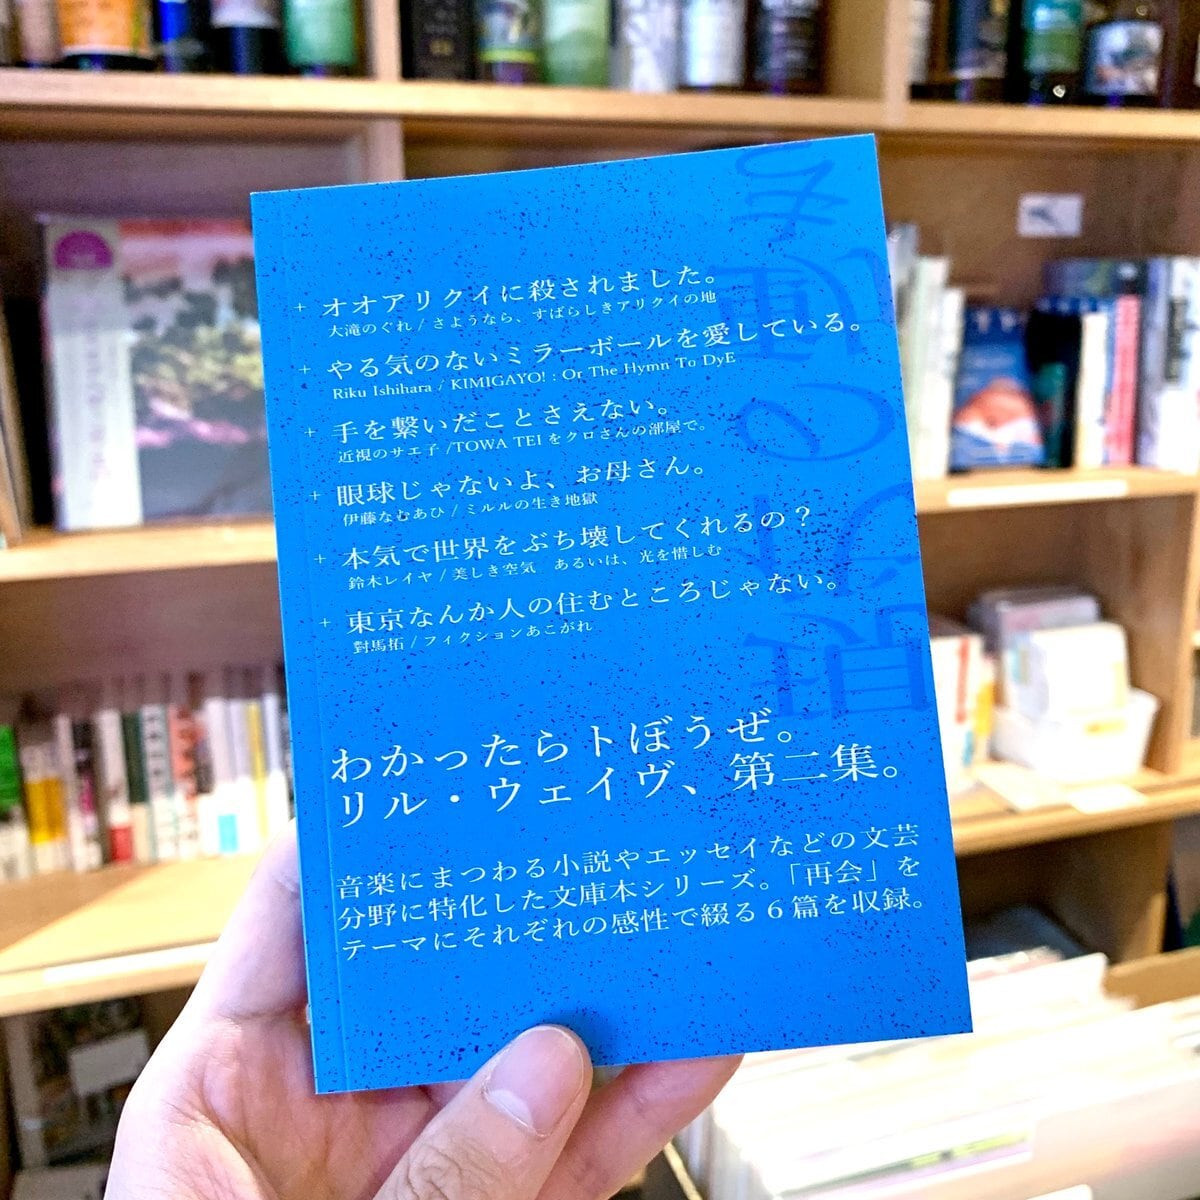 + オオアリクイに殺されました。
大滝のぐれ / さようなら、すばらしきアリクイの地
+ やる気のないミラーボールを愛している。
Riku Ishihara / KIMIGAYO! : Or The Hymn To DyE
+ 手を繋いだことさえない。
近視のサエ子 /TOWA TEI をクロさんの部屋で。
+ 眼球じゃないよ、お母さん。
伊藤なむあひ / ミルルの生き地獄
+ 本気で世界をぶち壊してくれるの？
鈴木レイヤ / 美しき空気　あるいは、光を惜しむ
+ 東京なんか人の住むところじゃない。
對馬拓 / フィクションあこがれ
わかったらトぼうぜ。
リル・ウェイヴ、第二集。
音楽にまつわる小説やエッセイなどの文芸
分野に特化した文庫本シリーズ。「再会」を
テーマにそれぞれの感性で綴る 6 篇を収録。